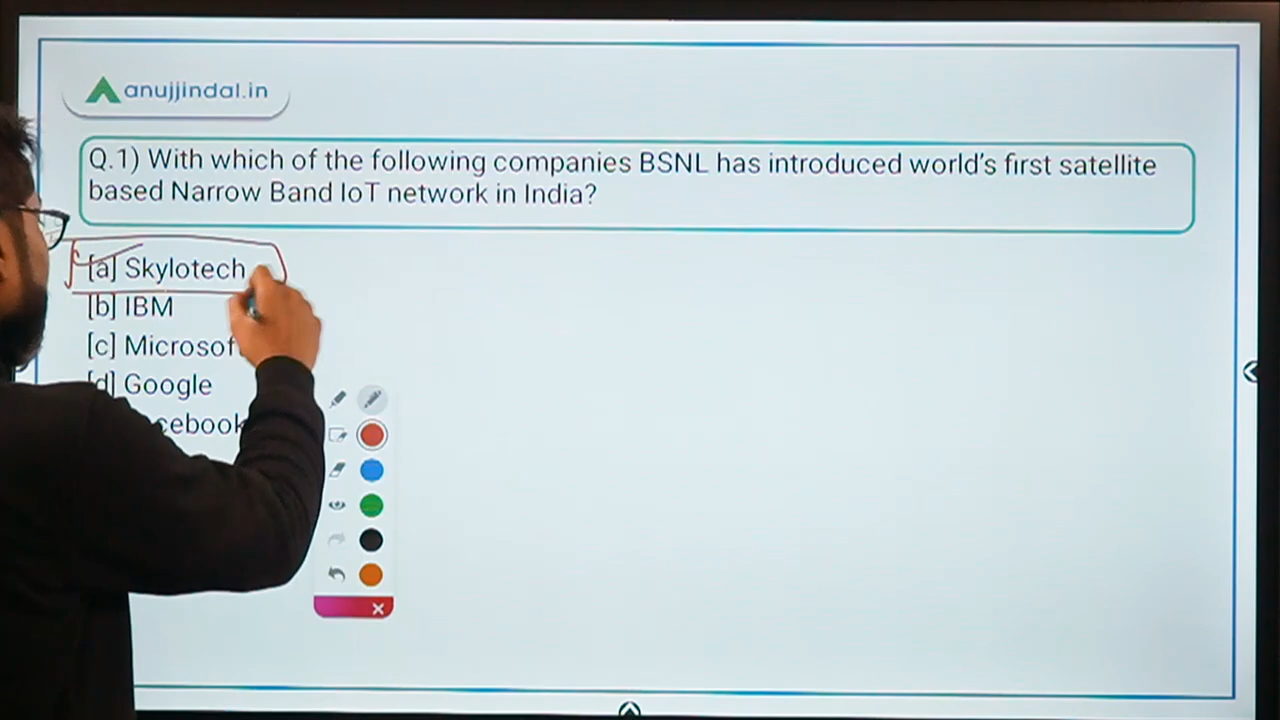 anujjindal.in
Q.1) With which of the following companies BSNL has introduced world's first satellite
based Narrow Band IoT network in India?
[a] Skylotech
[b] IBM
[c] Microsof
[d] Google
cebook